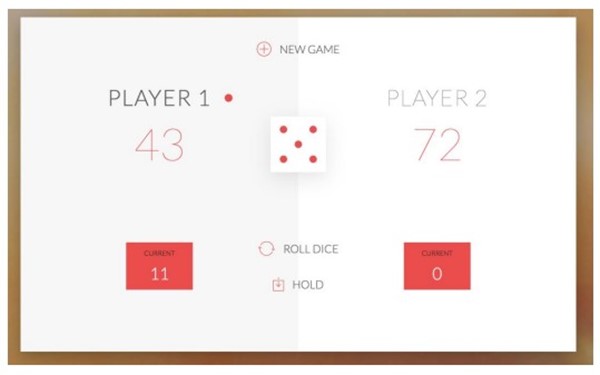 NEW GAME
PLAYER 1
43
CURRENT
11
PLAYER 2
72
CURRENT
0
ROLL DICE
HOLD